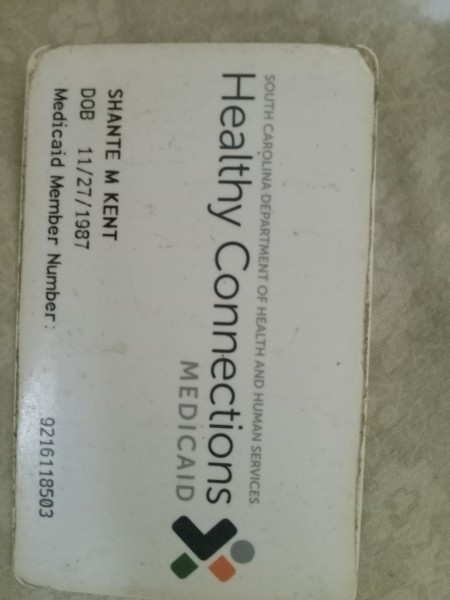 SOUTH CAROLINA DEPARTMENT OF HEALTH AND HUMAN SERVICES
Healthy Connections
MEDICAID
SHANTE M KENT
DOB 11/27/1987
Medicaid Member Number: 9216118503